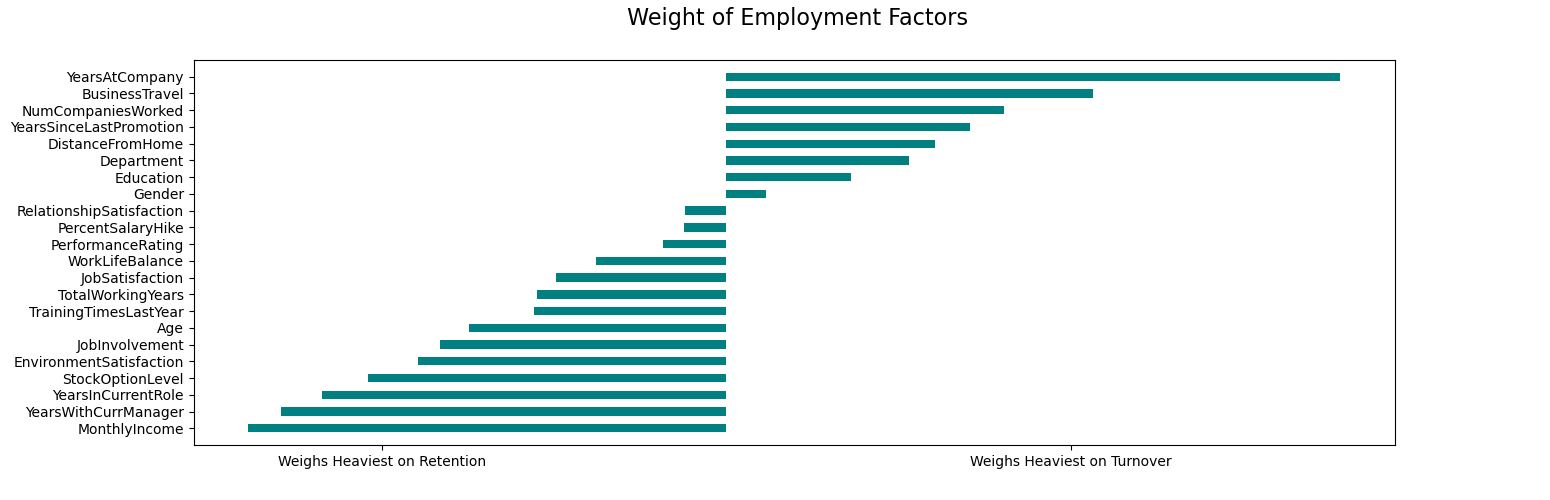 Weight of Employment Factors
YearsAtCompany
BusinessTravel
NumCompaniesWorked
YearsSinceLastPromotion
DistanceFromHome
Department
Education
Gender
RelationshipSatisfaction
PercentSalaryHike
PerformanceRating
WorkLifeBalance
JobSatisfaction
TotalWorkingYears
TrainingTimesLastYear
Age
JobInvolvement
EnvironmentSatisfaction
StockOptionLevel
YearsInCurrentRole
YearsWithCurrManager
MonthlyIncome
Weighs Heaviest on Retention
Weighs Heaviest on Turnover